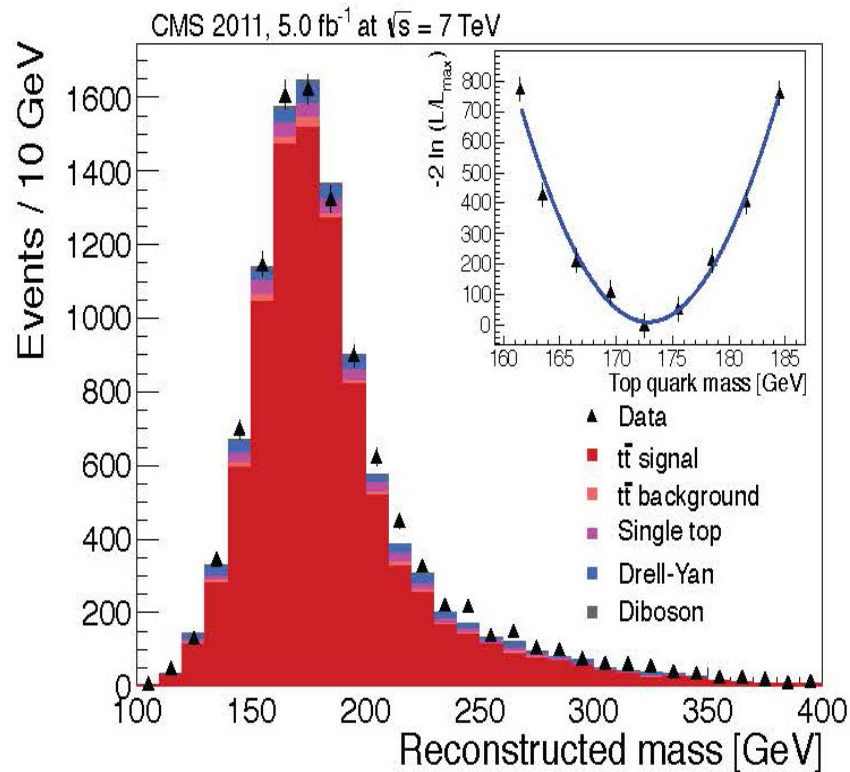 CMS 2011, 5.0 fb⁻¹ at √s = 7 TeV
Events / 10 GeV
1600
1400
1200
1000
800
600
400
200
0
100 150 200 250 300 350 400
Reconstructed mass [GeV]
-2 ln (L/Lmax)
800
700
600
500
400
300
200
100
0
160 165 170 175 180 185
Top quark mass [GeV]
Data
tt̄ signal
tt̄ background
Single top
Drell-Yan
Diboson